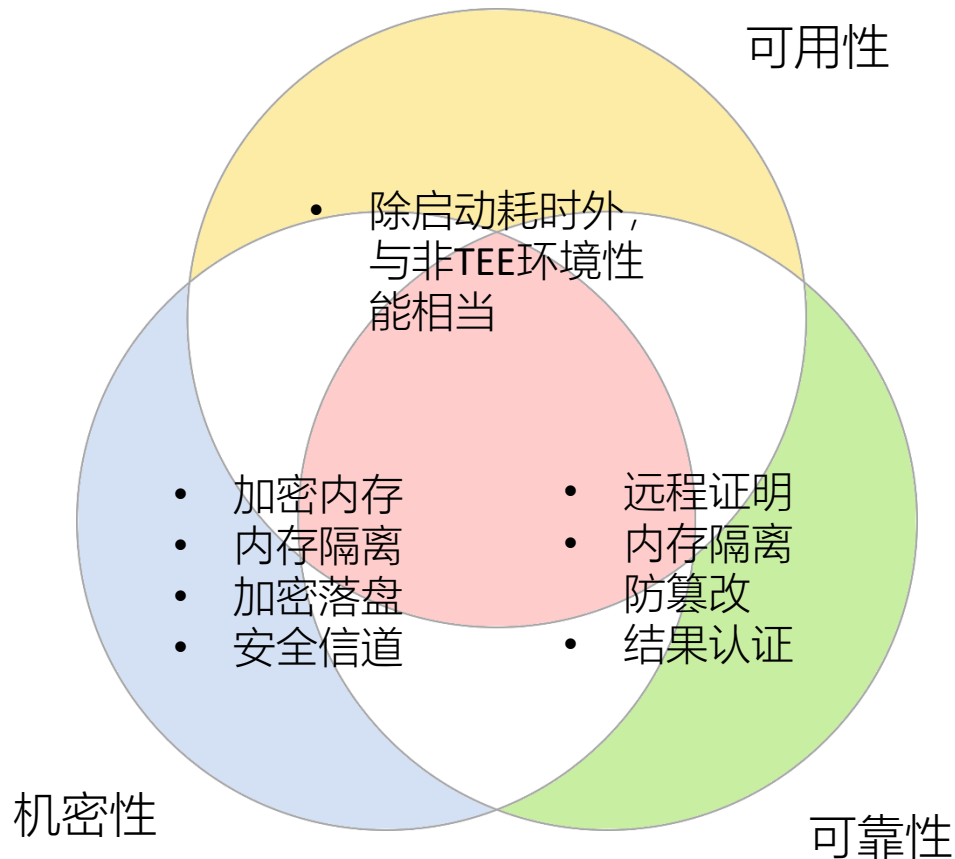 可用性
• 除启动耗时外，
与非TEE环境性
能相当
• 加密内存
• 内存隔离
• 加密落盘
• 安全信道
• 远程证明
• 内存隔离
防篡改
• 结果认证
机密性
可靠性